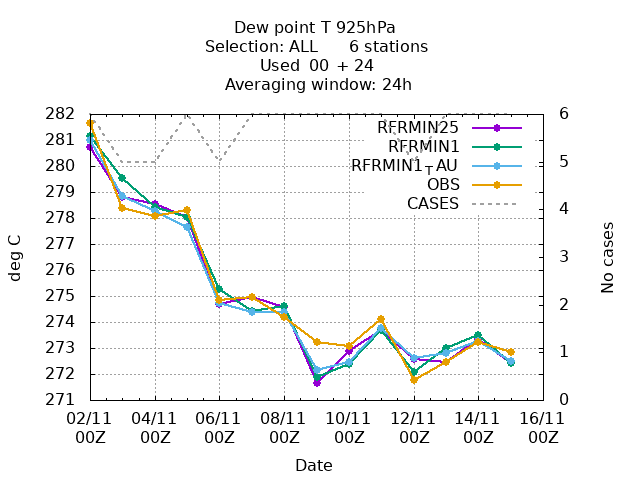 Dew point T 925hPa
Selection: ALL      6 stations
Used  00 + 24
Averaging window: 24h
282
281
280
279
278
277
276
275
274
273
272
271
6
5
4
3
2
1
0
RFRMIN25
RFRMIN1
RFRMIN1_AU
OBS
CASES
deg C
No cases
02/11 04/11 06/11 08/11 10/11 12/11 14/11 16/11
00Z 00Z 00Z 00Z 00Z 00Z 00Z 00Z
Date